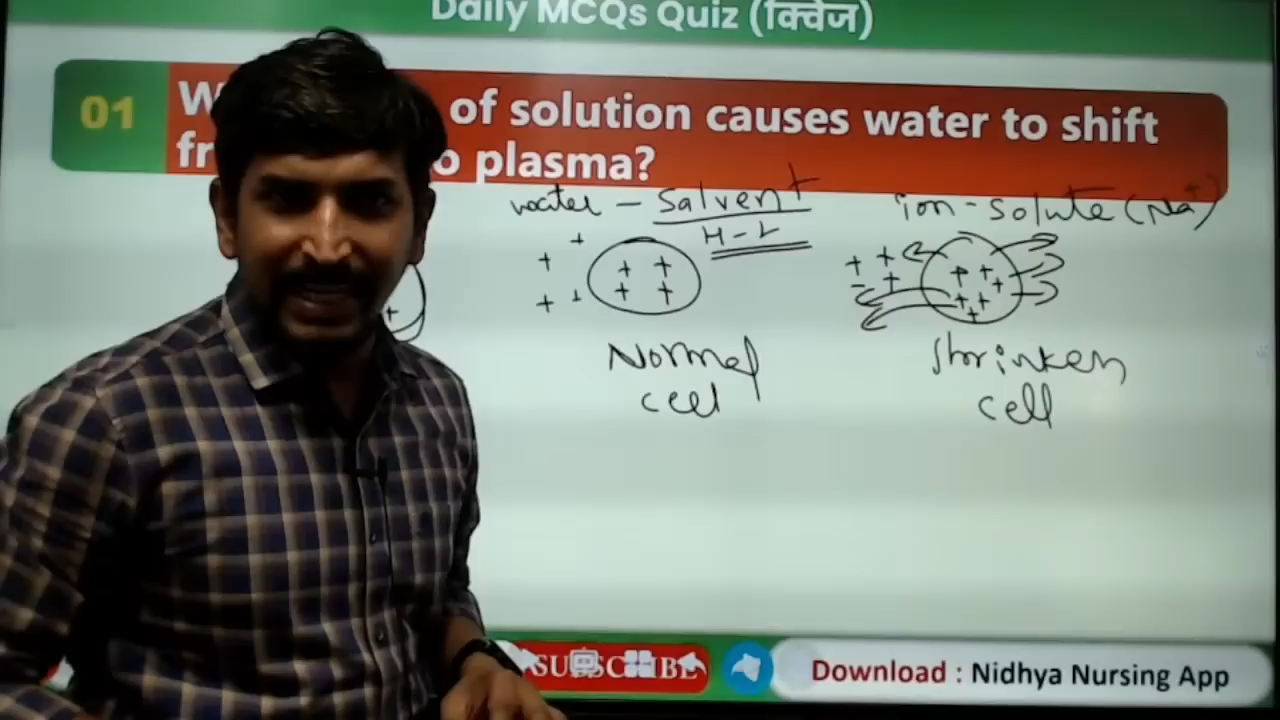 Daily MCQs Quiz (क्विज)
01
of solution causes water to shift
plasma?
water - Salvent
H-L
ion-Solute (Na+)
Normal
cell
Shrinken
cell
SUBSCRIBE
Download : Nidhya Nursing App